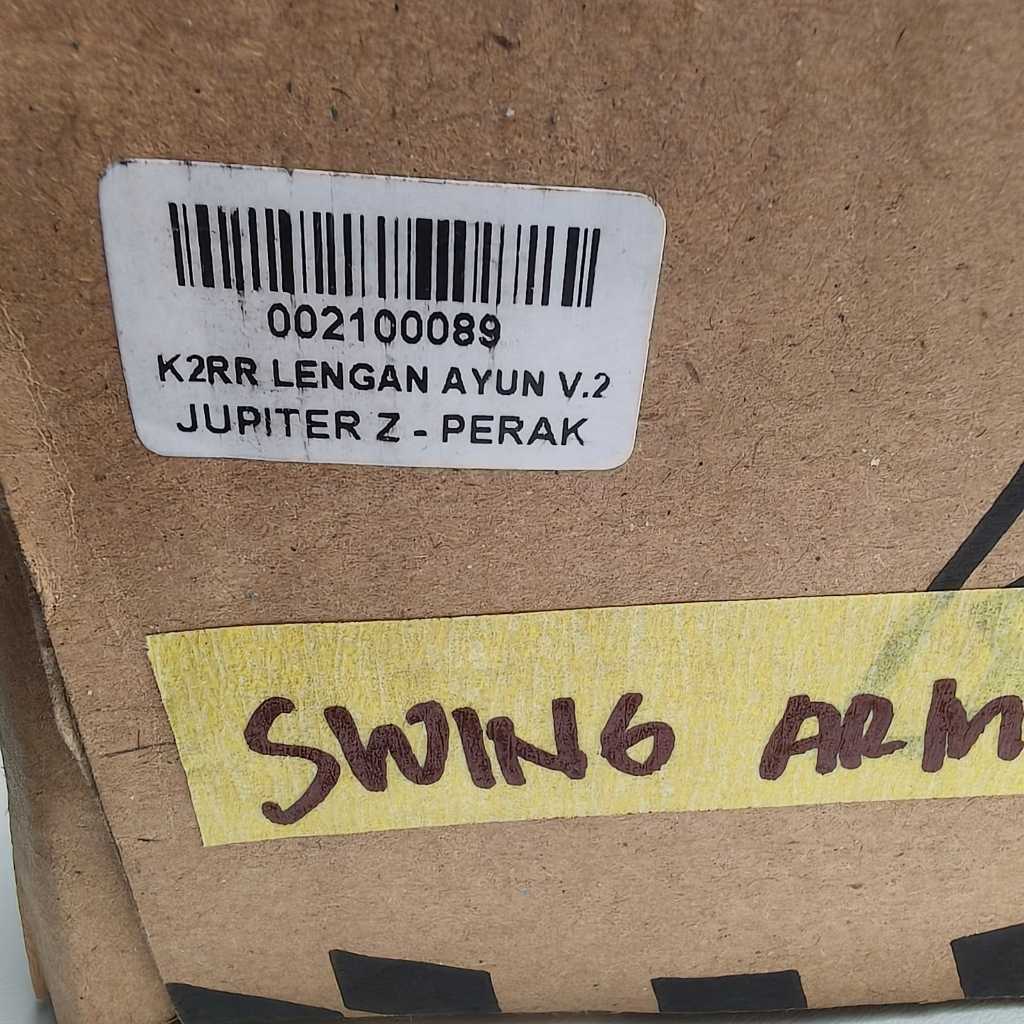 002100089
K2RR LENGAN AYUN V.2
JUPITER Z - PERAK
SWING ARM